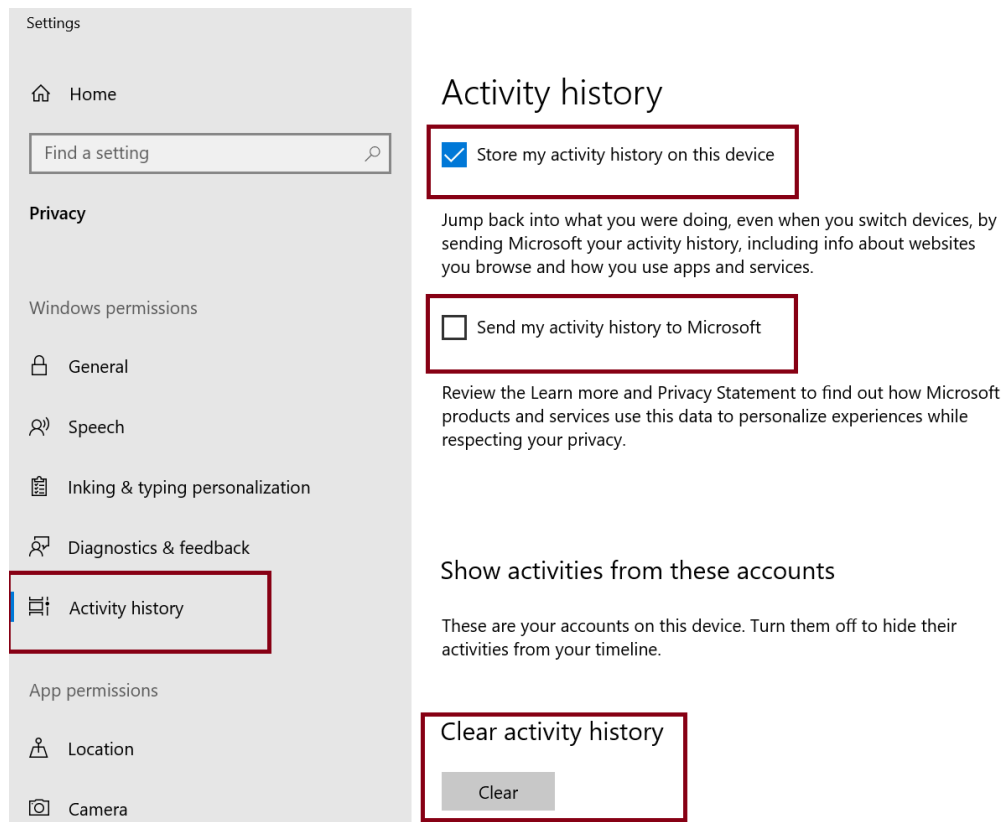 Settings
Home
Find a setting
Privacy
Windows permissions
General
Speech
Inking & typing personalization
Diagnostics & feedback
Activity history
App permissions
Location
Camera
Activity history
Store my activity history on this device
Jump back into what you were doing, even when you switch devices, by
sending Microsoft your activity history, including info about websites
you browse and how you use apps and services.
Send my activity history to Microsoft
Review the Learn more and Privacy Statement to find out how Microsoft
products and services use this data to personalize experiences while
respecting your privacy.
Show activities from these accounts
These are your accounts on this device. Turn them off to hide their
activities from your timeline.
Clear activity history
Clear